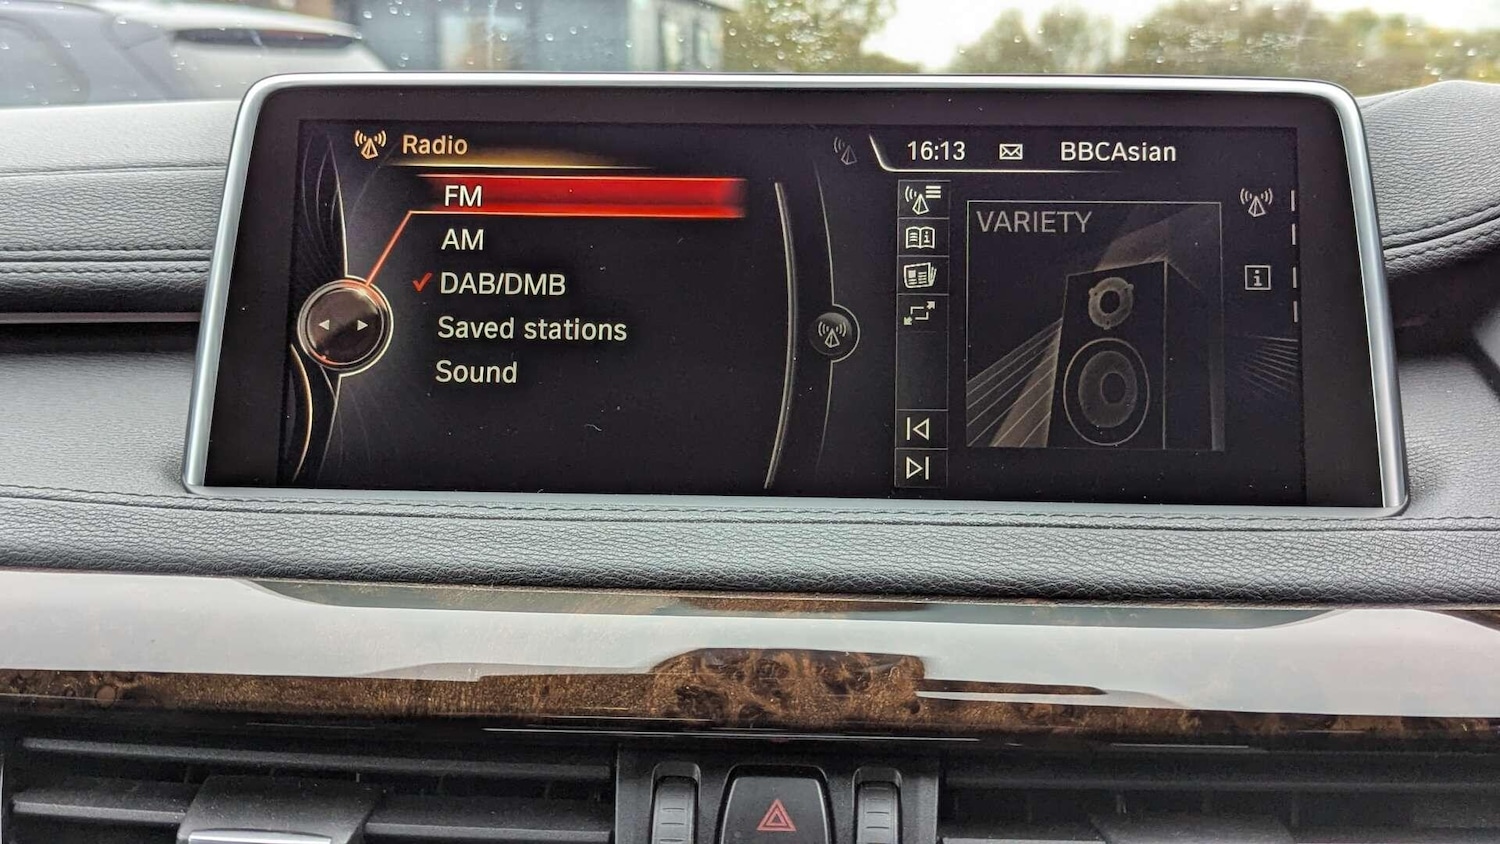 Radio
FM
AM
DAB/DMB
Saved stations
Sound
16:13
BBCAsian
VARIETY